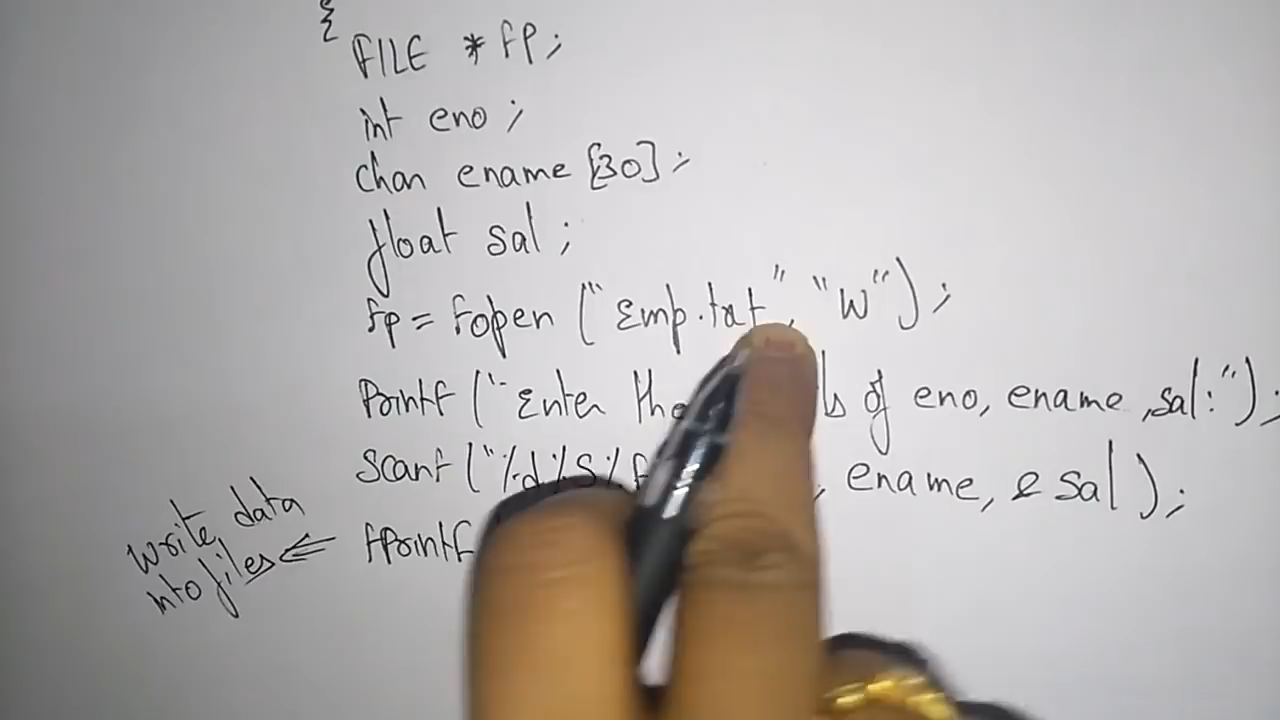 {
FILE * fp;
int eno ;
char ename [30] ;
float sal ;
fp = fopen ("Emp.txt", "w") ;
Printf ("Enter the of eno, ename ,sal:") ;
scanf ("%d%s%f , ename, & sal ) ;
write data
into files <= fprintf